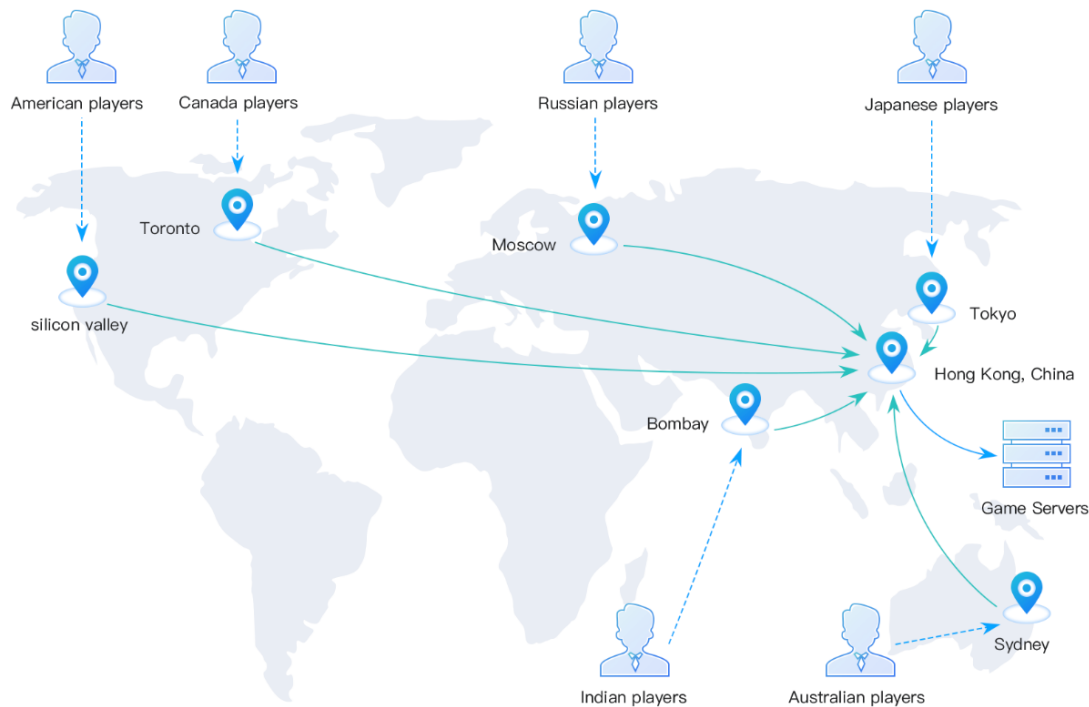 American players
Canada players
Russian players
Japanese players
Toronto
Moscow
silicon valley
Tokyo
Hong Kong, China
Bombay
Game Servers
Sydney
Indian players
Australian players